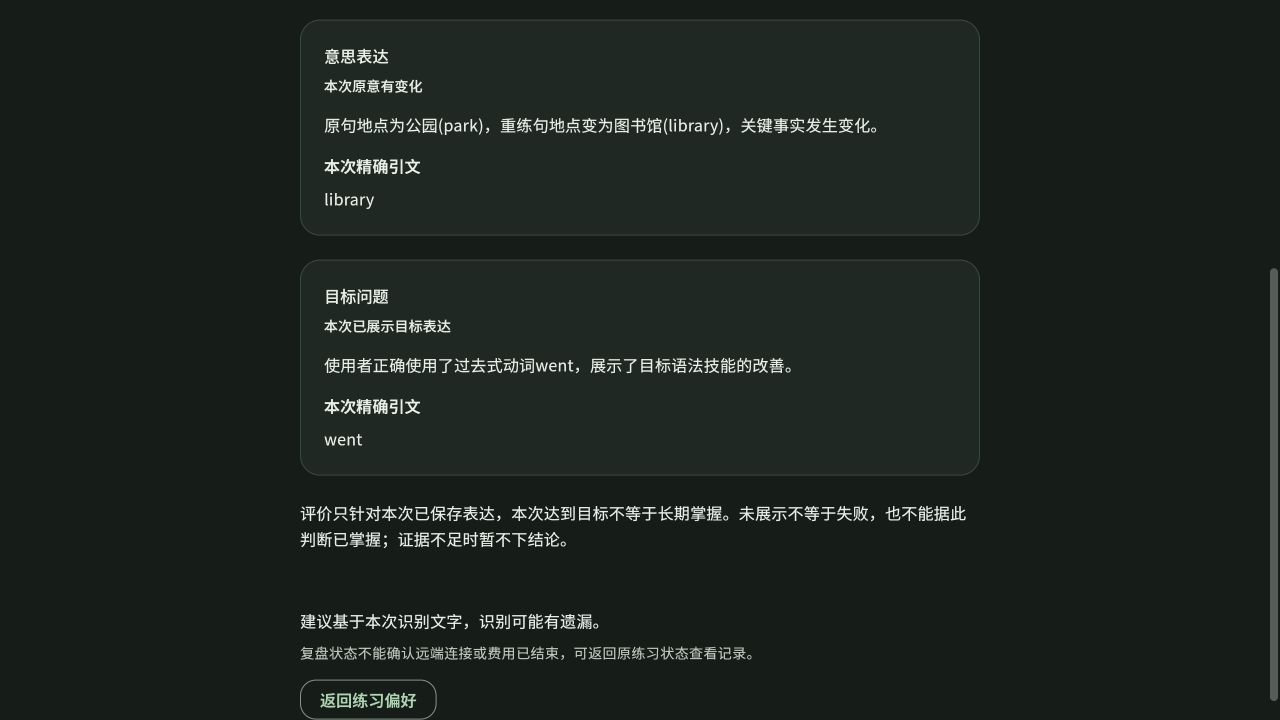 意思表达
本次原意有变化
原句地点为公园(park)，重练句地点变为图书馆(library)，关键事实发生变化。
本次精确引文
library
目标问题
本次已展示目标表达
使用者正确使用了过去式动词went，展示了目标语法技能的改善。
本次精确引文
went
评价只针对本次已保存表达，本次达到目标不等于长期掌握。未展示不等于失败，也不能据此
判断已掌握；证据不足时暂不下结论。
建议基于本次识别文字，识别可能有遗漏。
复盘状态不能确认远端连接或费用已结束，可返回原练习状态查看记录。
返回练习偏好